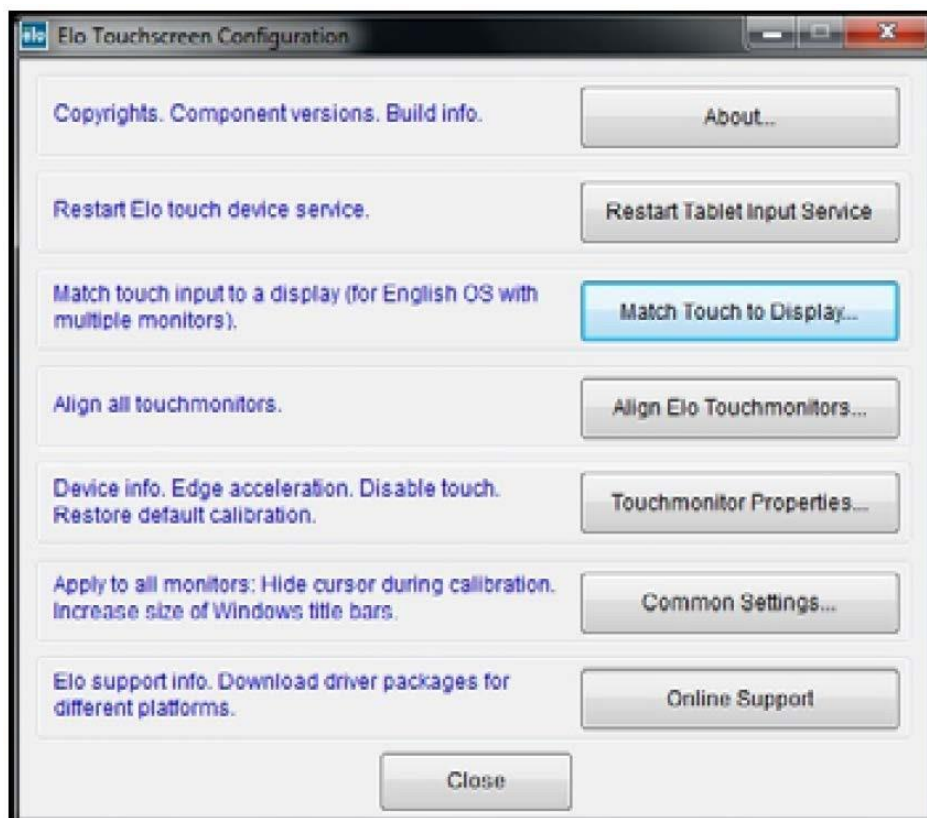 elo Elo Touchscreen Configuration
Copyrights. Component versions. Build info.
About...
Restart Elo touch device service.
Restart Tablet Input Service
Match touch input to a display (for English OS with
multiple monitors).
Match Touch to Display...
Align all touchmonitors.
Align Elo Touchmonitors...
Device info. Edge acceleration. Disable touch.
Restore default calibration.
Touchmonitor Properties...
Apply to all monitors: Hide cursor during calibration.
Increase size of Windows title bars.
Common Settings...
Elo support info. Download driver packages for
different platforms.
Online Support
Close